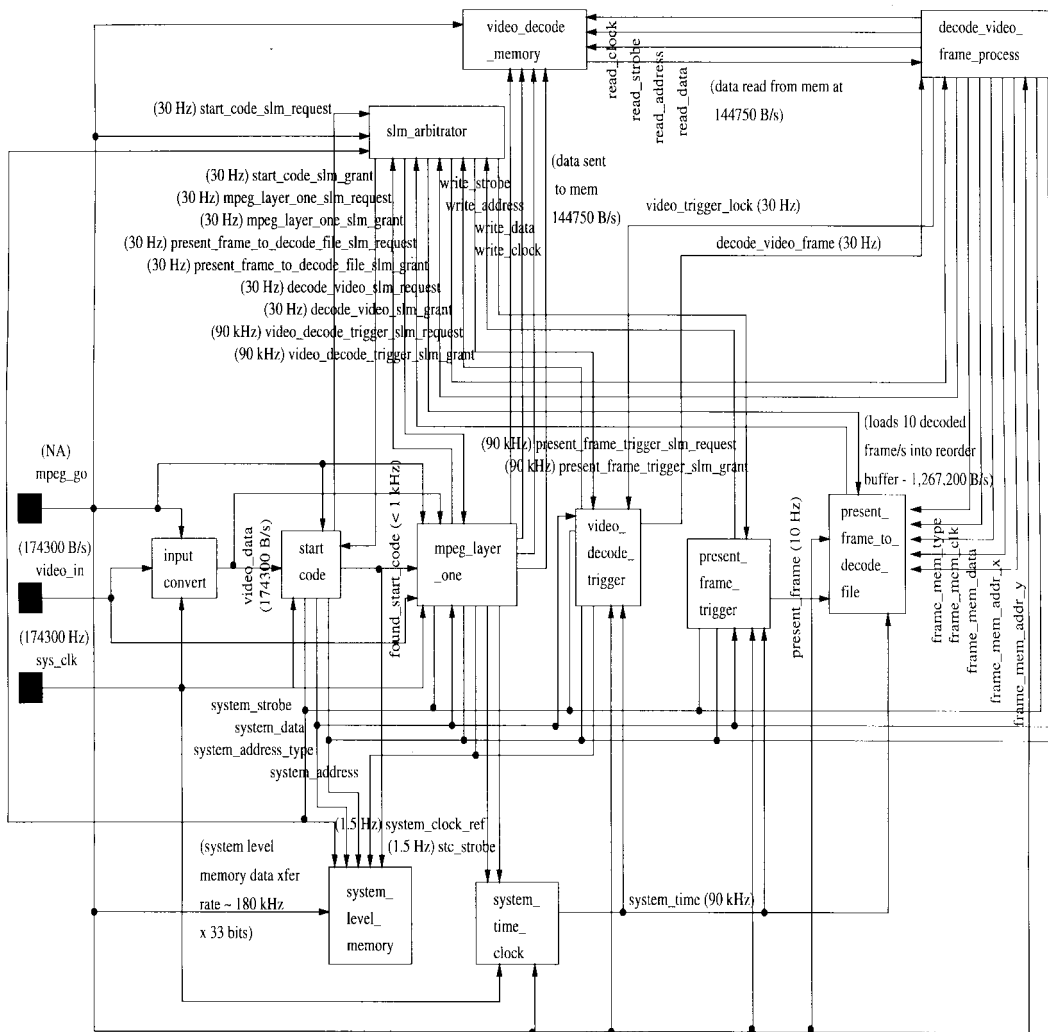 video_decode
_memory
decode_video_
frame_process
read_clock
read_strobe
read_address
read_data
(data read from mem at
144750 B/s)
(30 Hz) start_code_slm_request
slm_arbitrator
(30 Hz) start_code_slm_grant
(30 Hz) mpeg_layer_one_slm_request
(30 Hz) mpeg_layer_one_slm_grant
(30 Hz) present_frame_to_decode_file_slm_request
(30 Hz) present_frame_to_decode_file_slm_grant
(30 Hz) decode_video_slm_request
(30 Hz) decode_video_slm_grant
(90 kHz) video_decode_trigger_slm_request
(90 kHz) video_decode_trigger_slm_grant
write_strobe
write_address
write_data
write_clock
(data sent
to mem
144750 B/s)
video_trigger_lock (30 Hz)
decode_video_frame (30 Hz)
(90 kHz) present_frame_trigger_slm_request
(90 kHz) present_frame_trigger_slm_grant
(loads 10 decoded
frame/s into reorder
buffer - 1,267,200 B/s)
(NA)
mpeg_go
(174300 B/s)
video_in
(174300 Hz)
sys_clk
input
convert
video_data
(174300 B/s)
start
code
found_start_code (< 1 kHz)
mpeg_layer
_one
video_
decode_
trigger
present_
frame_
trigger
present_frame (10 Hz)
present_
frame_to_
decode_
file
frame_mem_type
frame_mem_clk
frame_mem_data
frame_mem_addr_x
frame_mem_addr_y
system_strobe
system_data
system_address_type
system_address
(1.5 Hz) system_clock_ref
(1.5 Hz) stc_strobe
(system level
memory data xfer
rate ~ 180 kHz
x 33 bits)
system_
level_
memory
system_
time_
clock
system_time (90 kHz)